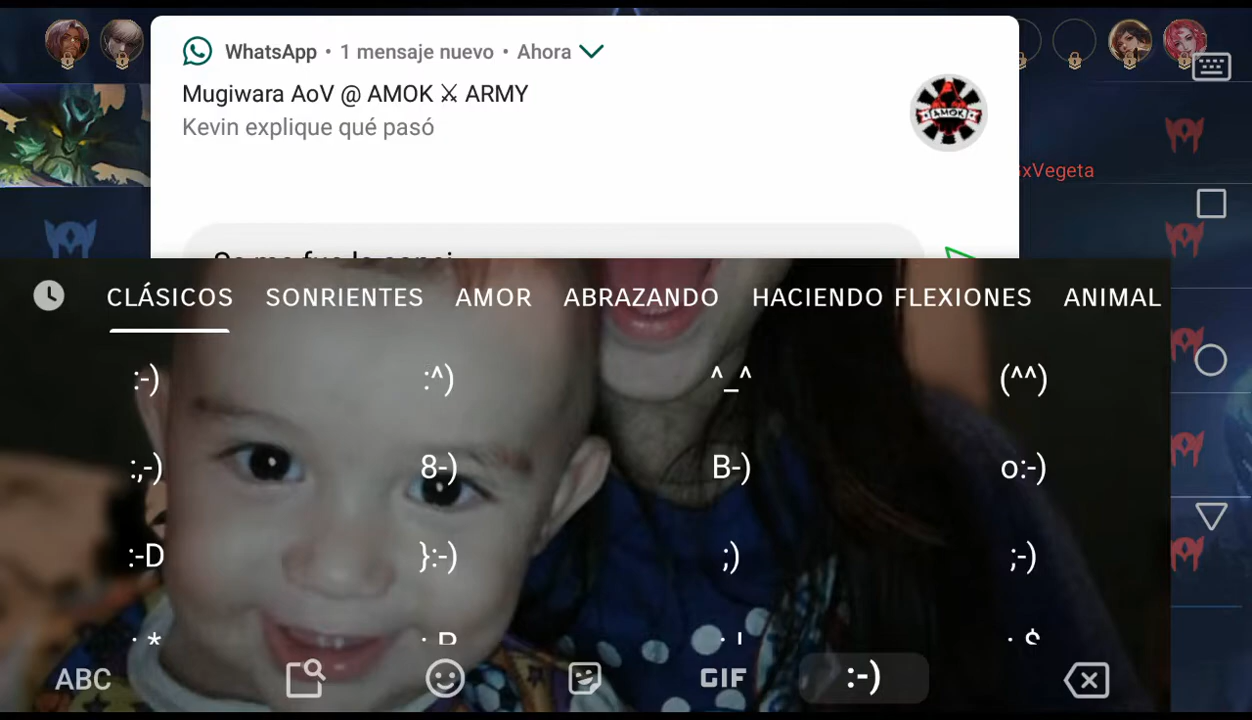 WhatsApp • 1 mensaje nuevo • Ahora
Mugiwara AoV @ AMOK ⚔ ARMY
Kevin explique qué pasó
AMOK
xVegeta
CLÁSICOS SONRIENTES AMOR ABRAZANDO HACIENDO FLEXIONES ANIMAL
:-) :^) ^_^ (^^)
:,-) 8-) B-) o:-)
:-D }:-) ;) ;-)
ABC GIF :-)